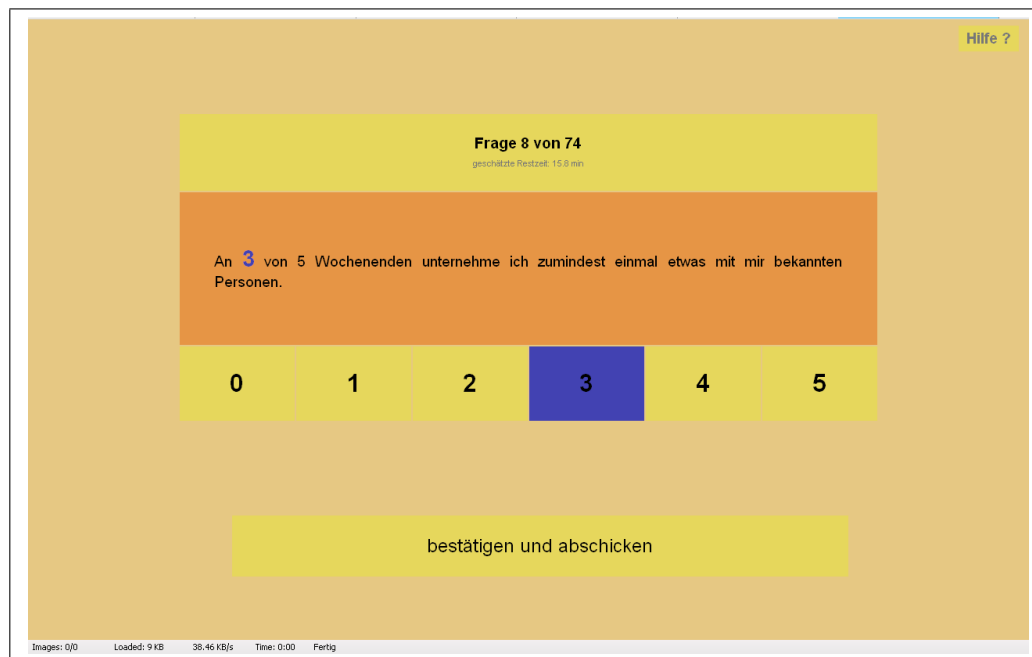 Hilfe ?
Frage 8 von 74
geschätzte Restzeit: 15.8 min
An 3 von 5 Wochenenden unternehme ich zumindest einmal etwas mit mir bekannten
Personen.
0 1 2 3 4 5
bestätigen und abschicken
Images: 0/0 Loaded: 9 KB 38.46 KB/s Time: 0:00 Fertig